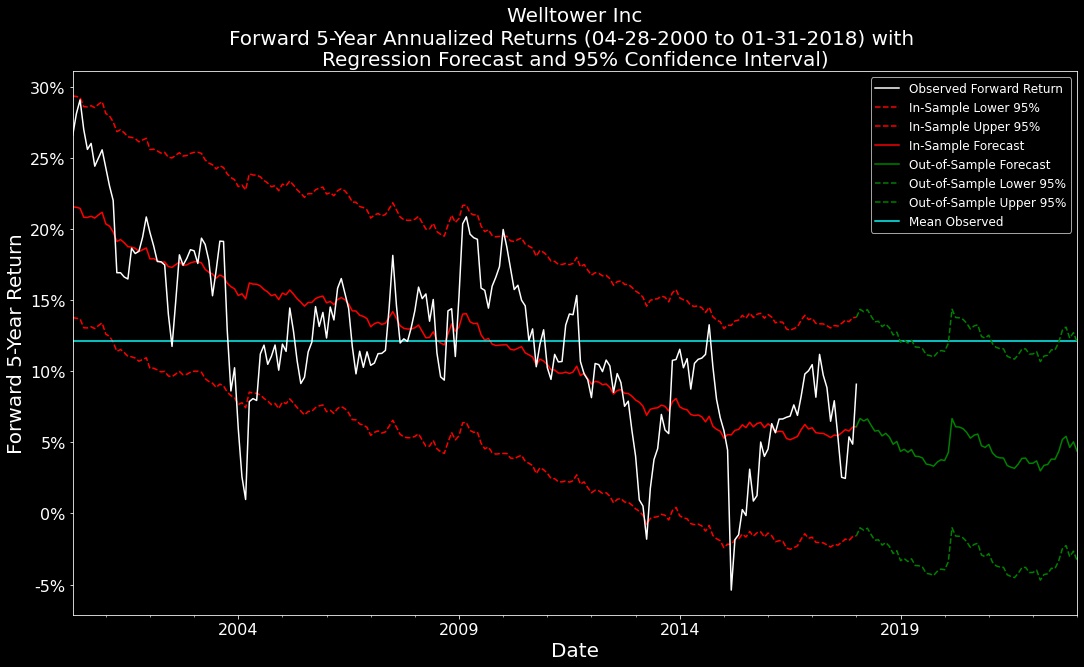 Welltower Inc
Forward 5-Year Annualized Returns (04-28-2000 to 01-31-2018) with
Regression Forecast and 95% Confidence Interval)
Forward 5-Year Return
30%
25%
20%
15%
10%
5%
0%
-5%
Observed Forward Return
In-Sample Lower 95%
In-Sample Upper 95%
In-Sample Forecast
Out-of-Sample Forecast
Out-of-Sample Lower 95%
Out-of-Sample Upper 95%
Mean Observed
2004
2009
2014
2019
Date